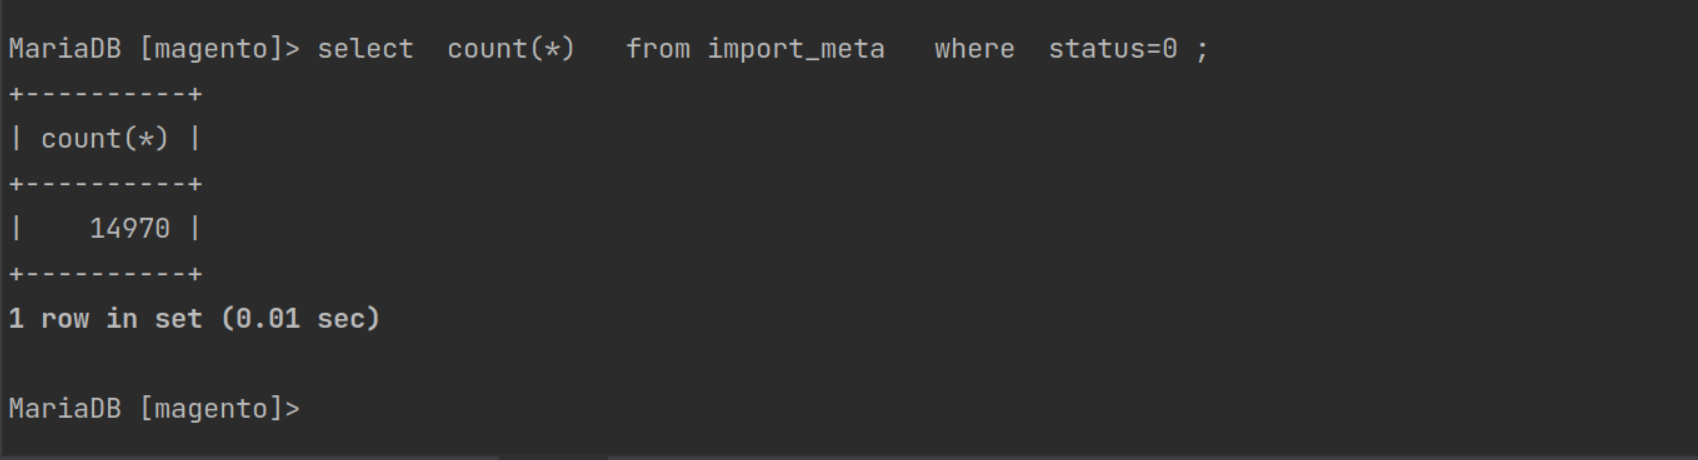 MariaDB [magento]> select  count(*)   from import_meta   where  status=0 ;
+----------+
| count(*) |
+----------+
|    14970 |
+----------+
1 row in set (0.01 sec)
MariaDB [magento]>